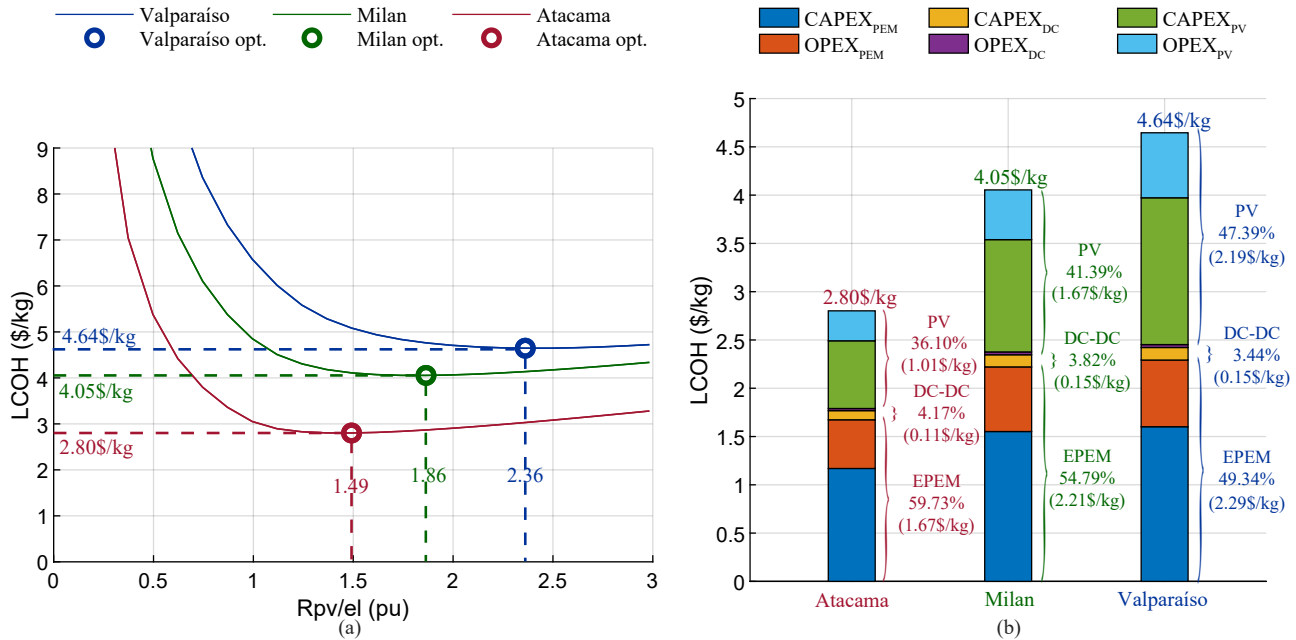 Valparaíso
Milan
Atacama
Valparaíso opt.
Milan opt.
Atacama opt.
LCOH ($/kg)
9
8
7
6
5
4
3
2
1
0
4.64$/kg
4.05$/kg
2.80$/kg
1.49
1.86
2.36
0
0.5
1
1.5
2
2.5
3
Rpv/el (pu)
(a)
CAPEX_PEM
CAPEX_DC
CAPEX_PV
OPEX_PEM
OPEX_DC
OPEX_PV
LCOH ($/kg)
5
4.5
4
3.5
3
2.5
2
1.5
1
0.5
0
2.80$/kg
PV
36.10%
(1.01$/kg)
DC-DC
4.17%
(0.11$/kg)
EPEM
59.73%
(1.67$/kg)
4.05$/kg
PV
41.39%
(1.67$/kg)
DC-DC
3.82%
(0.15$/kg)
EPEM
54.79%
(2.21$/kg)
4.64$/kg
PV
47.39%
(2.19$/kg)
DC-DC
3.44%
(0.15$/kg)
EPEM
49.34%
(2.29$/kg)
Atacama
Milan
Valparaíso
(b)